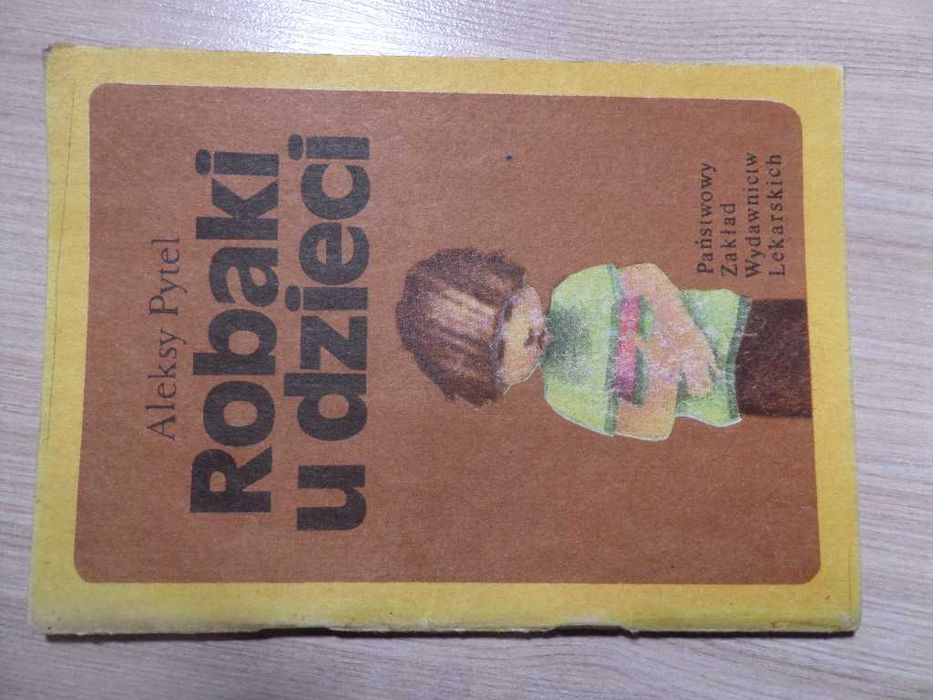 Aleksy Pytel
Robaki
u dzieci
Państwowy
Zakład
Wydawnictw
Lekarskich